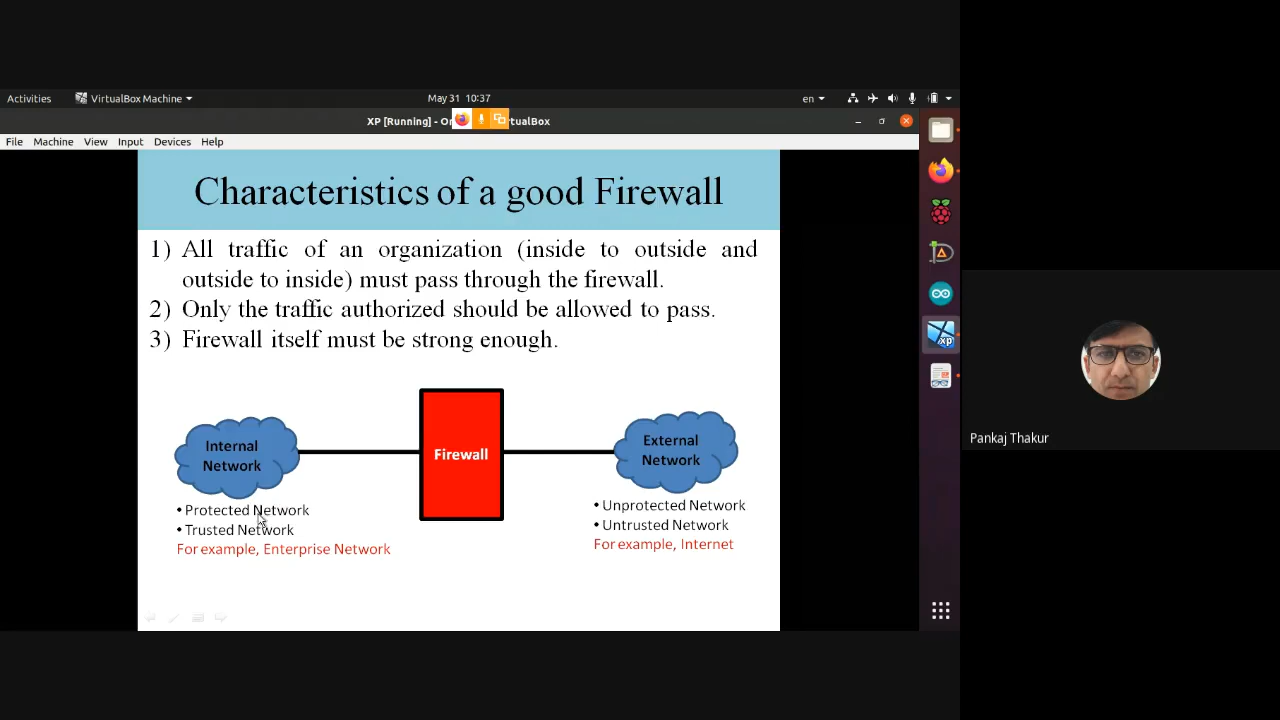 Activities
VirtualBox Machine
May 31 10:37
en
XP [Running] - Or
rtualBox
File Machine View Input Devices Help
Characteristics of a good Firewall
1) All traffic of an organization (inside to outside and
outside to inside) must pass through the firewall.
2) Only the traffic authorized should be allowed to pass.
3) Firewall itself must be strong enough.
Internal
Network
Firewall
External
Network
• Protected Network
• Trusted Network
For example, Enterprise Network
• Unprotected Network
• Untrusted Network
For example, Internet
xp
Pankaj Thakur